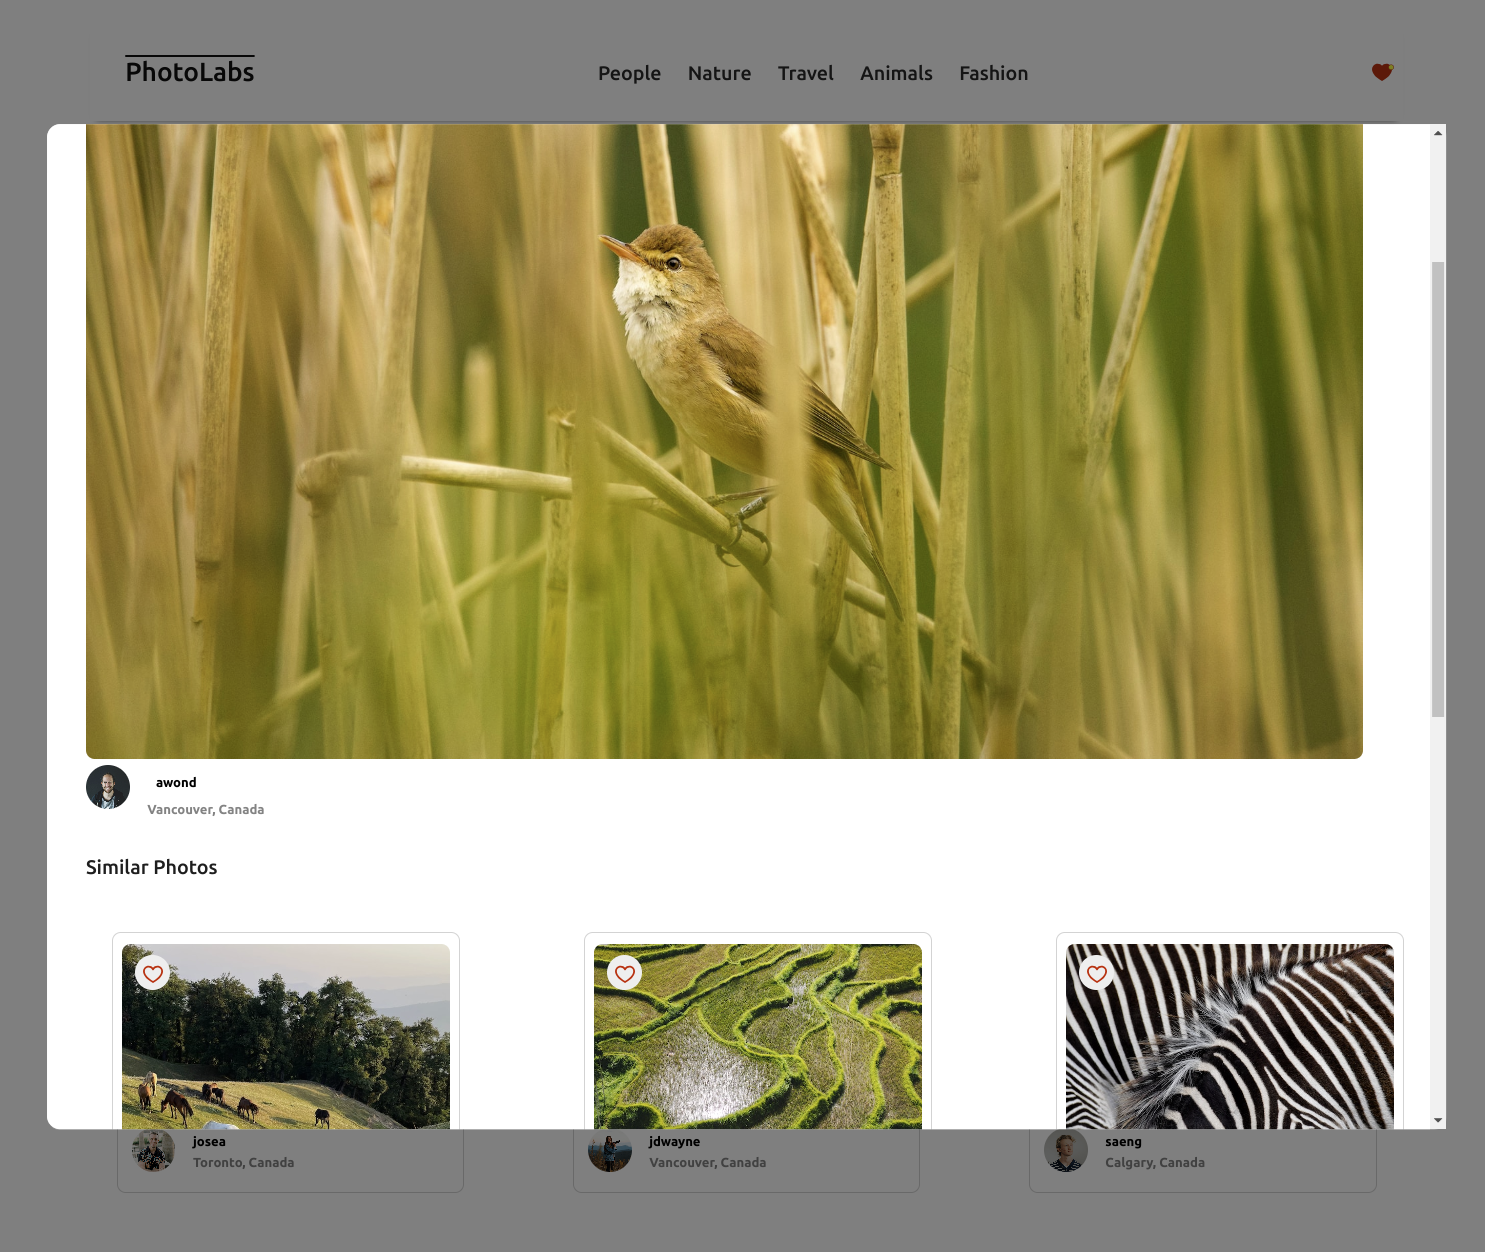 PhotoLabs
People Nature Travel Animals Fashion
awond
Vancouver, Canada
Similar Photos
josea
Toronto, Canada
jdwayne
Vancouver, Canada
saeng
Calgary, Canada